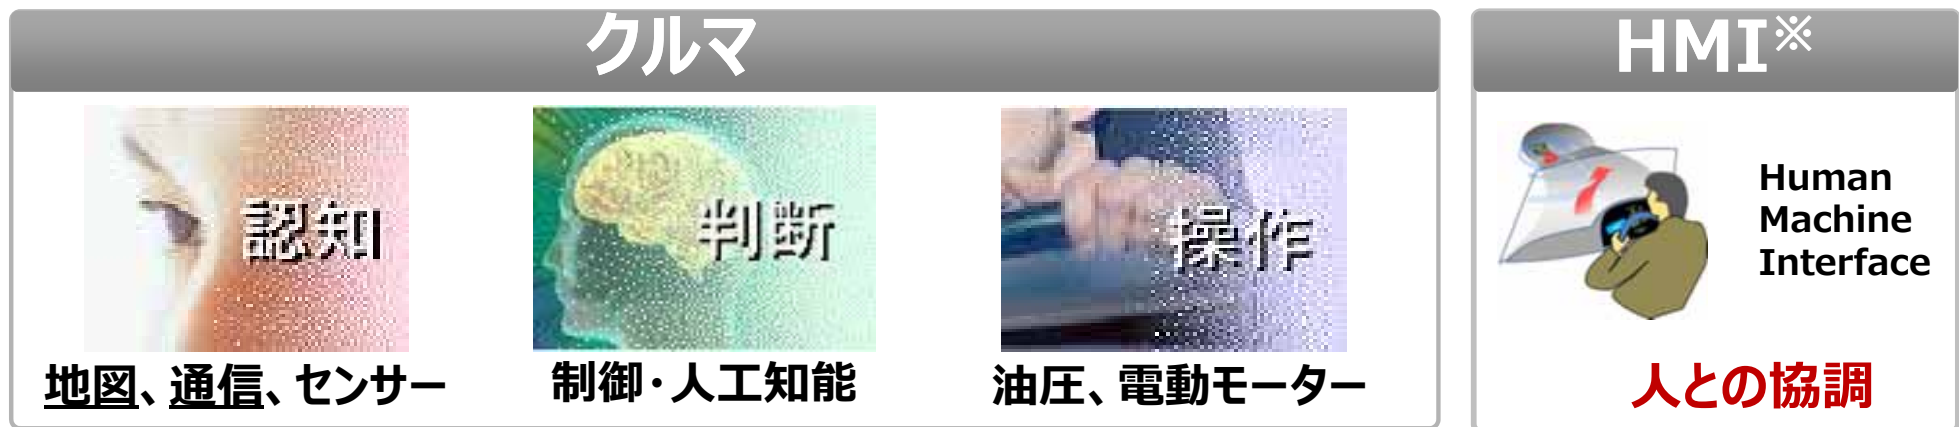 クルマ
認知
判断
操作
地図、通信、センサー
制御・人工知能
油圧、電動モーター
HMI※
Human
Machine
Interface
人との協調